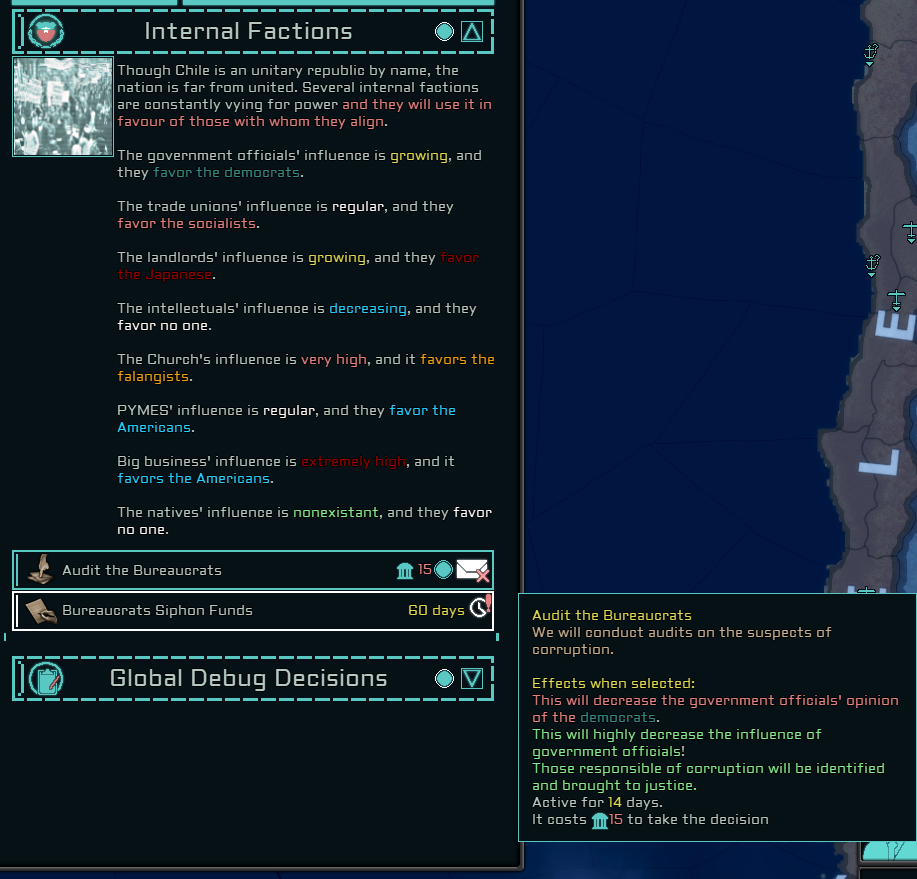 Internal Factions
Though Chile is an unitary republic by name, the
nation is far from united. Several internal factions
are constantly vying for power and they will use it in
favour of those with whom they align.
The government officials' influence is growing, and
they favor the democrats.
The trade unions' influence is regular, and they
favor the socialists.
The landlords' influence is growing, and they favor
the Japanese.
The intellectuals' influence is decreasing, and they
favor no one.
The Church's influence is very high, and it favors the
falangists.
PYMES' influence is regular, and they favor the
Americans.
Big business' influence is extremely high, and it
favors the Americans.
The natives' influence is nonexistant, and they favor
no one.
Audit the Bureaucrats 15
Bureaucrats Siphon Funds 60 days
Global Debug Decisions
Audit the Bureaucrats
We will conduct audits on the suspects of
corruption.
Effects when selected:
This will decrease the government officials' opinion
of the democrats.
This will highly decrease the influence of
government officials!
Those responsible of corruption will be identified
and brought to justice.
Active for 14 days.
It costs 15 to take the decision
E
L